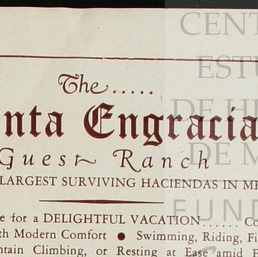 The.....
nta Engracia
Guest Ranch
LARGEST SURVIVING HACIENDAS IN ME
e for a DELIGHTFUL VACATION...... Co
th Modern Comfort ● Swimming, Riding, Fi
ntain Climbing, or Resting at Ease amid F
CENT
ESTU
DE HI
DE M
FUND